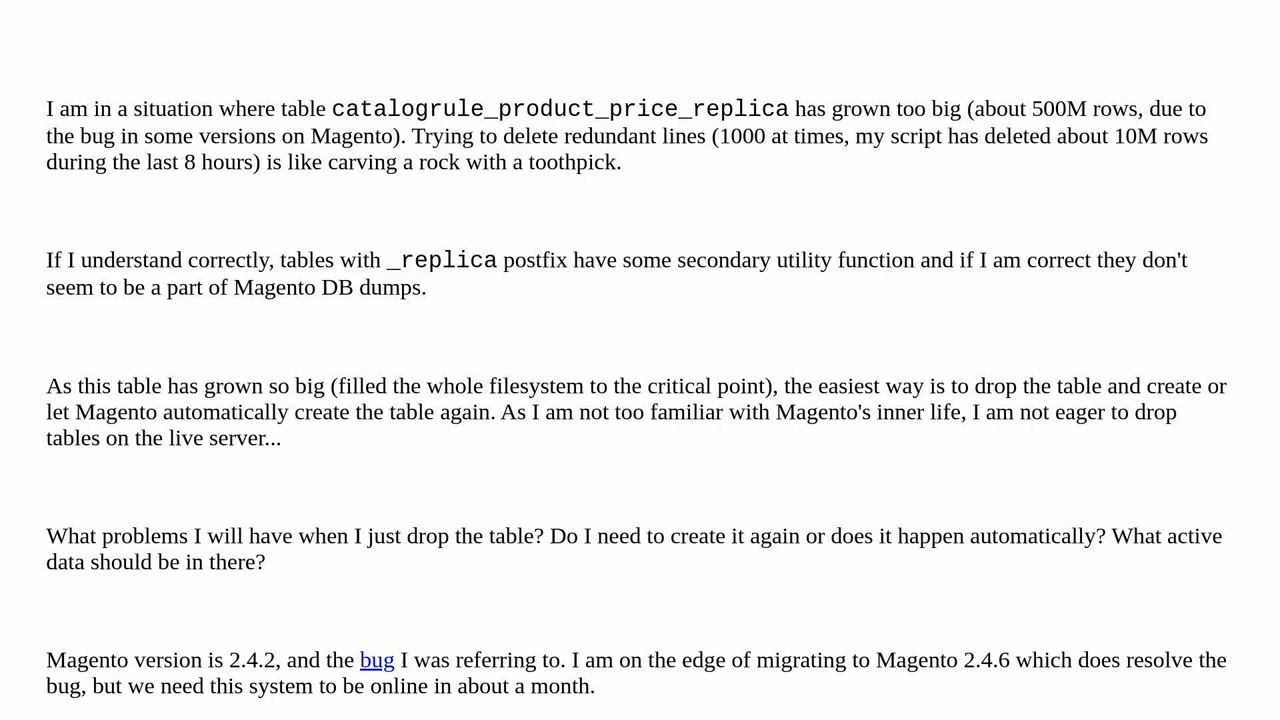 I am in a situation where table catalogrule_product_price_replica has grown too big (about 500M rows, due to
the bug in some versions on Magento). Trying to delete redundant lines (1000 at times, my script has deleted about 10M rows
during the last 8 hours) is like carving a rock with a toothpick.
If I understand correctly, tables with _replica postfix have some secondary utility function and if I am correct they don't
seem to be a part of Magento DB dumps.
As this table has grown so big (filled the whole filesystem to the critical point), the easiest way is to drop the table and create or
let Magento automatically create the table again. As I am not too familiar with Magento's inner life, I am not eager to drop
tables on the live server...
What problems I will have when I just drop the table? Do I need to create it again or does it happen automatically? What active
data should be in there?
Magento version is 2.4.2, and the bug I was referring to. I am on the edge of migrating to Magento 2.4.6 which does resolve the
bug, but we need this system to be online in about a month.